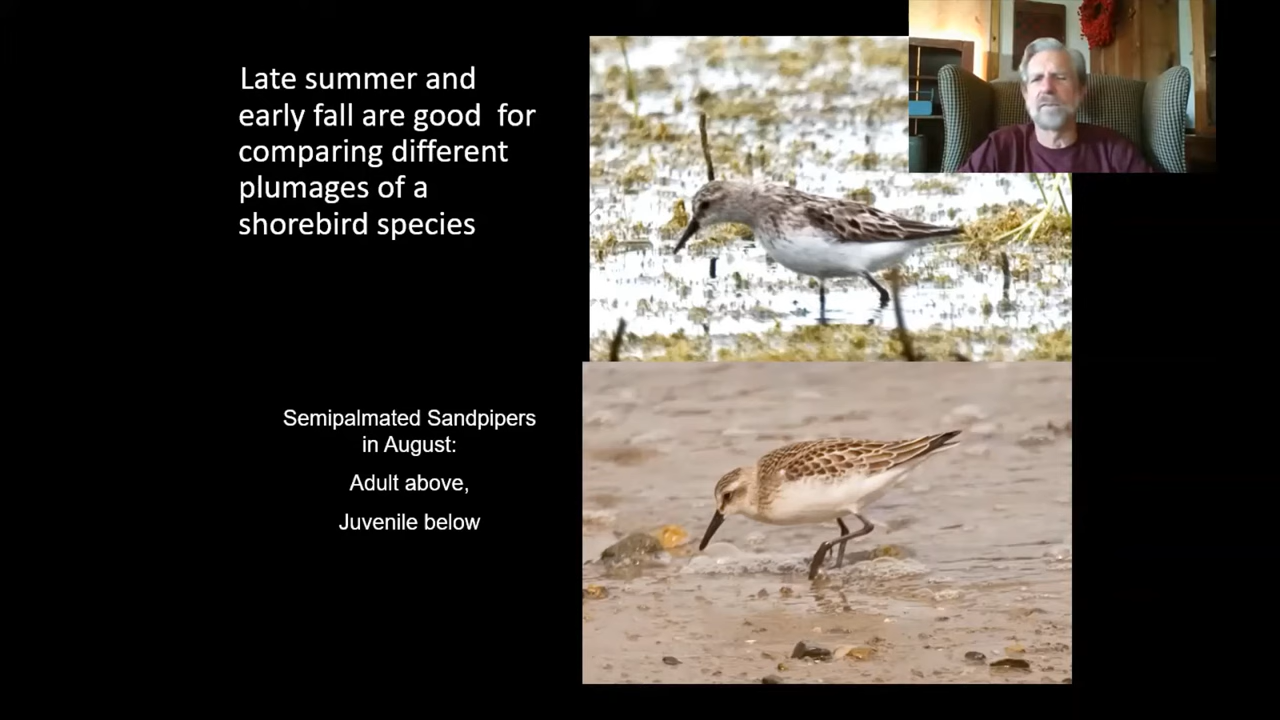 Late summer and
early fall are good for
comparing different
plumages of a
shorebird species
Semipalmated Sandpipers
in August:
Adult above,
Juvenile below